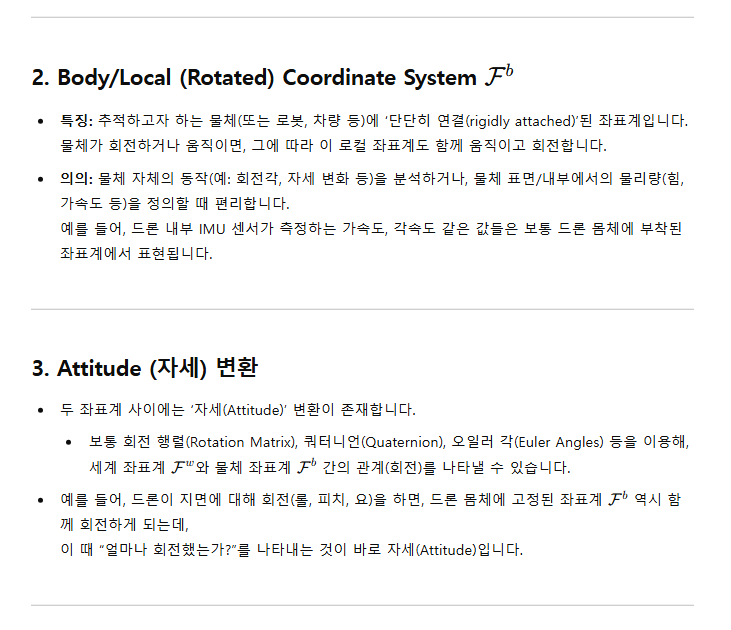 2. Body/Local (Rotated) Coordinate System 𝓕ᵇ
• 특징: 추적하고자 하는 물체(또는 로봇, 차량 등)에 ‘단단히 연결(rigidly attached)’된 좌표계입니다.
물체가 회전하거나 움직이면, 그에 따라 이 로컬 좌표계도 함께 움직이고 회전합니다.
• 의의: 물체 자체의 동작(예: 회전각, 자세 변화 등)을 분석하거나, 물체 표면/내부에서의 물리량(힘,
가속도 등)을 정의할 때 편리합니다.
예를 들어, 드론 내부 IMU 센서가 측정하는 가속도, 각속도 같은 값들은 보통 드론 몸체에 부착된
좌표계에서 표현됩니다.
3. Attitude (자세) 변환
• 두 좌표계 사이에는 ‘자세(Attitude)’ 변환이 존재합니다.
• 보통 회전 행렬(Rotation Matrix), 쿼터니언(Quaternion), 오일러 각(Euler Angles) 등을 이용해,
세계 좌표계 𝓕ʷ와 물체 좌표계 𝓕ᵇ 간의 관계(회전)를 나타낼 수 있습니다.
• 예를 들어, 드론이 지면에 대해 회전(롤, 피치, 요)을 하면, 드론 몸체에 고정된 좌표계 𝓕ᵇ 역시 함
께 회전하게 되는데,
이 때 “얼마나 회전했는가?”를 나타내는 것이 바로 자세(Attitude)입니다.